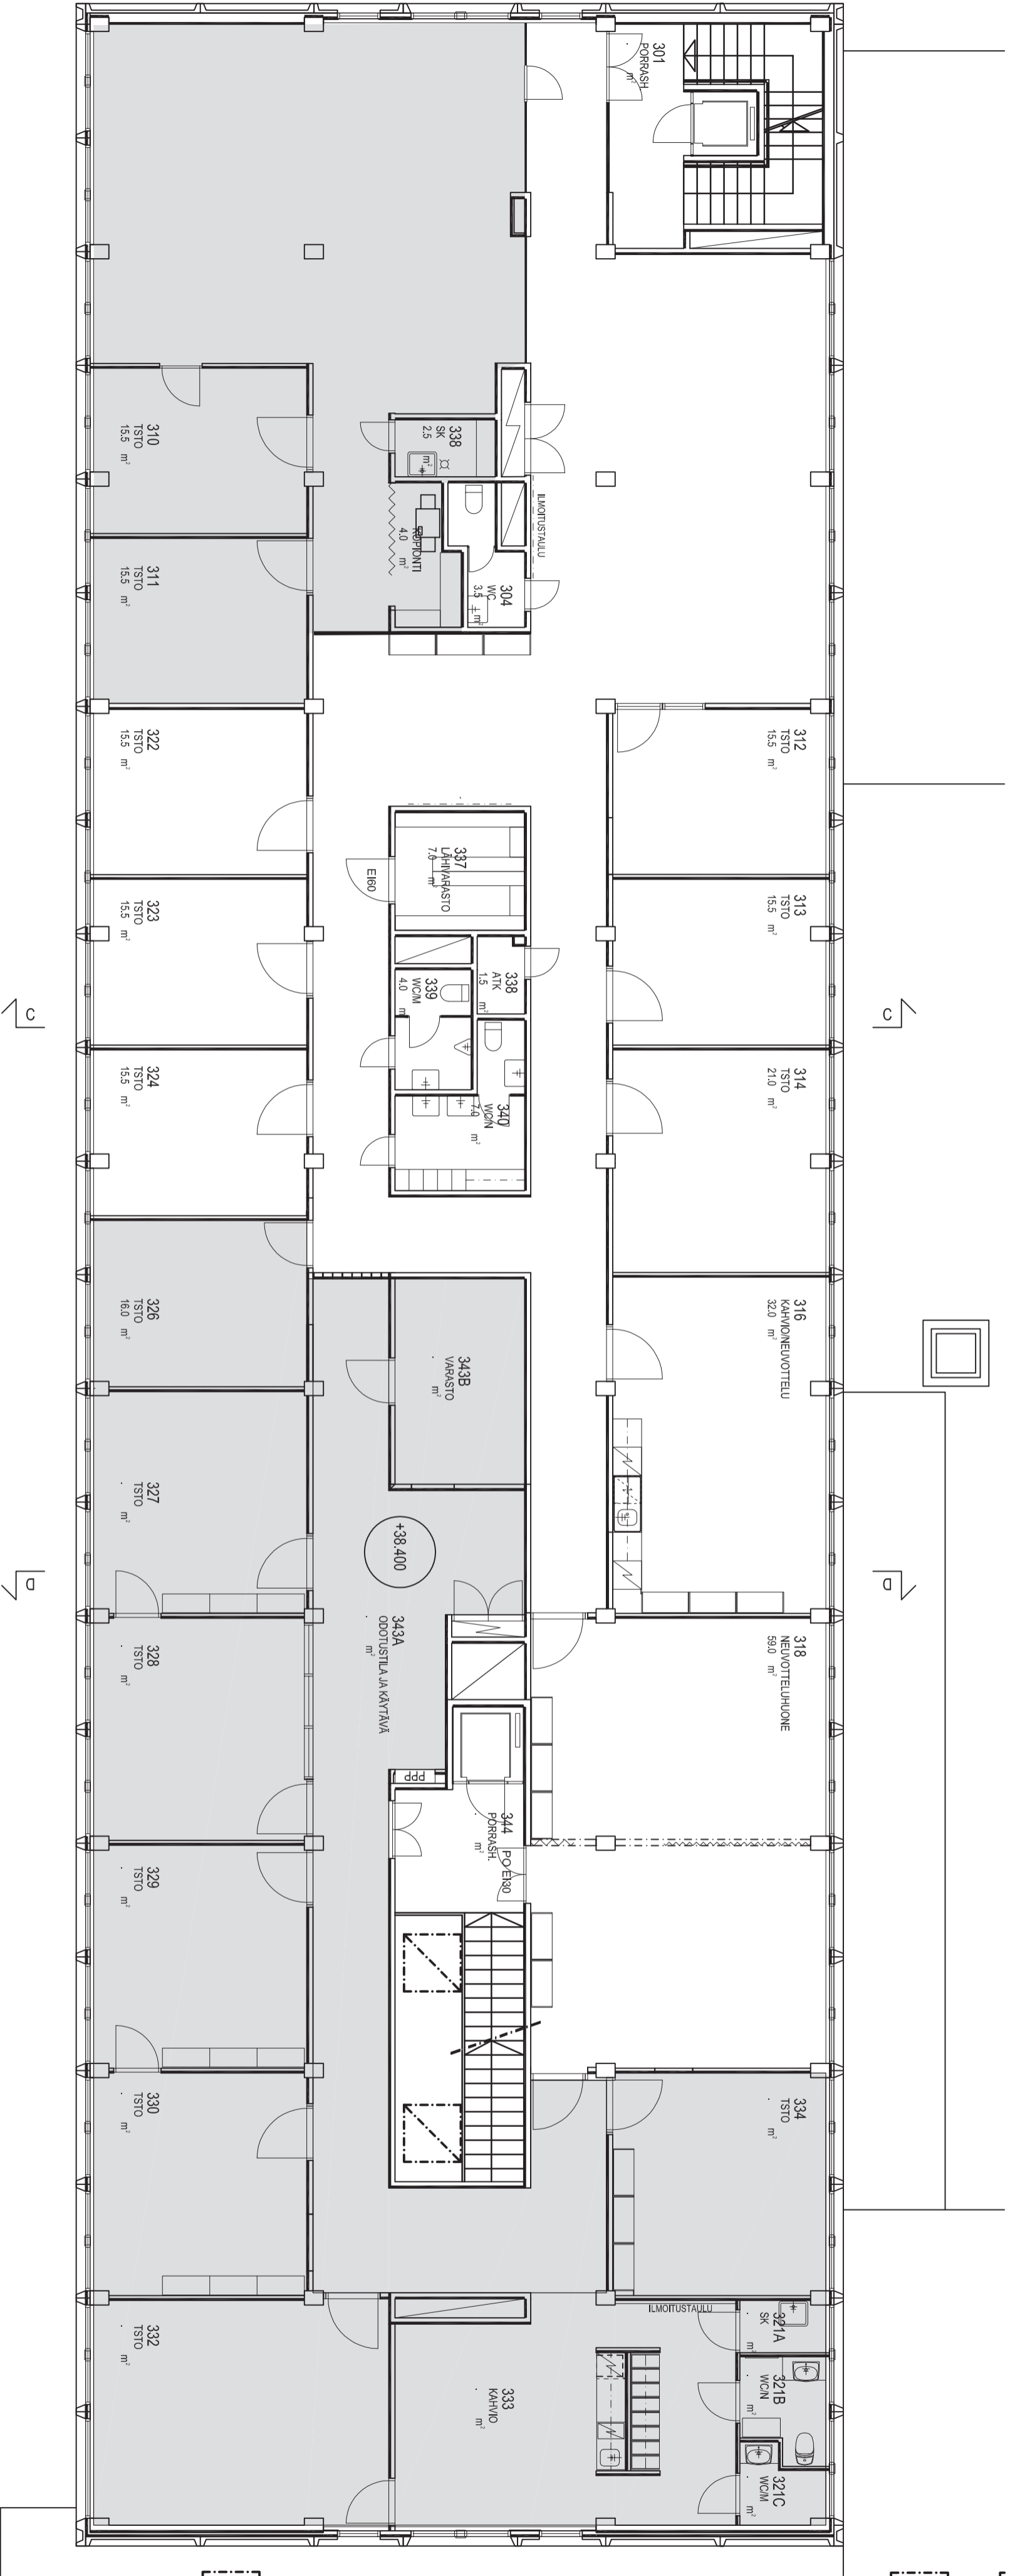 301
PORRASH.
. m²
310
TSTO
15.5 m²
338
SK
2.5 m²
KOPIOINTI
4.0 m²
ILMOITUSTAULU
304
WC
3.5 m²
311
TSTO
15.5 m²
322
TSTO
15.5 m²
312
TSTO
15.5 m²
337
LÄHIVARASTO
7.0 m²
EI60
323
TSTO
15.5 m²
313
TSTO
15.5 m²
338
ATK
1.5 m²
339
WC/M
4.0 m²
C
C
324
TSTO
15.5 m²
340
WC/N
7.0 m²
314
TSTO
21.0 m²
326
TSTO
16.0 m²
343B
VARASTO
. m²
316
KAHVIO/NEUVOTTELU
32.0 m²
327
TSTO
. m²
+38.400
D
D
328
TSTO
. m²
343A
ODOTUSTILA JA KÄYTÄVÄ
. m²
318
NEUVOTTELUHUONE
59.0 m²
PPP
344
PORRASH.
. m²
PO EI30
329
TSTO
. m²
330
TSTO
. m²
334
TSTO
. m²
332
TSTO
. m²
ILMOITUSTAULU
321A
SK
. m²
333
KAHVIO
. m²
321B
WC/N
. m²
321C
WC/M
. m²